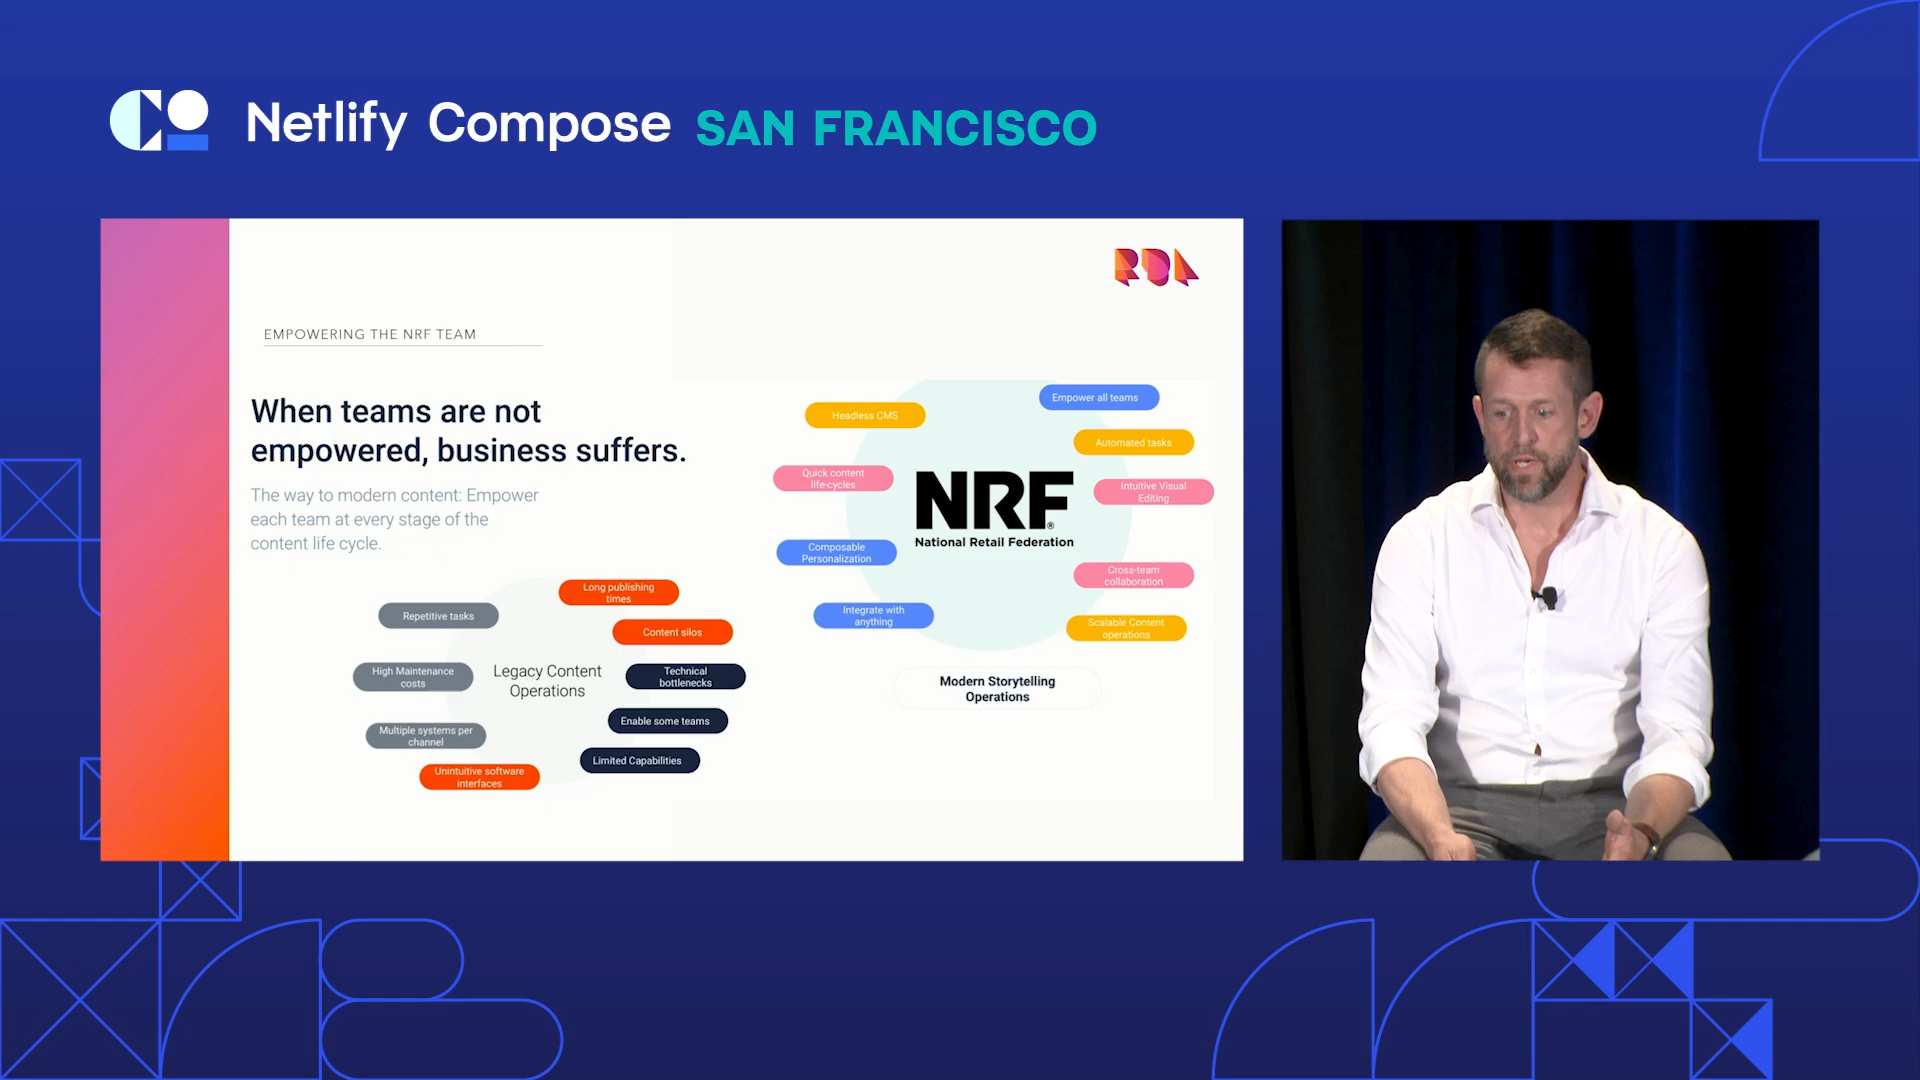 Netlify Compose SAN FRANCISCO
RDA
EMPOWERING THE NRF TEAM
When teams are not
empowered, business suffers.
The way to modern content: Empower
each team at every stage of the
content life cycle.
Long publishing
times
Repetitive tasks
Content silos
High Maintenance
costs
Legacy Content
Operations
Technical
bottlenecks
Enable some teams
Multiple systems per
channel
Limited Capabilities
Unintuitive software
interfaces
Empower all teams
Headless CMS
Automated tasks
Quick content
life-cycles
Intuitive Visual
Editing
NRF®
National Retail Federation
Composable
Personalization
Cross-team
collaboration
Integrate with
anything
Scalable Content
operations
Modern Storytelling
Operations